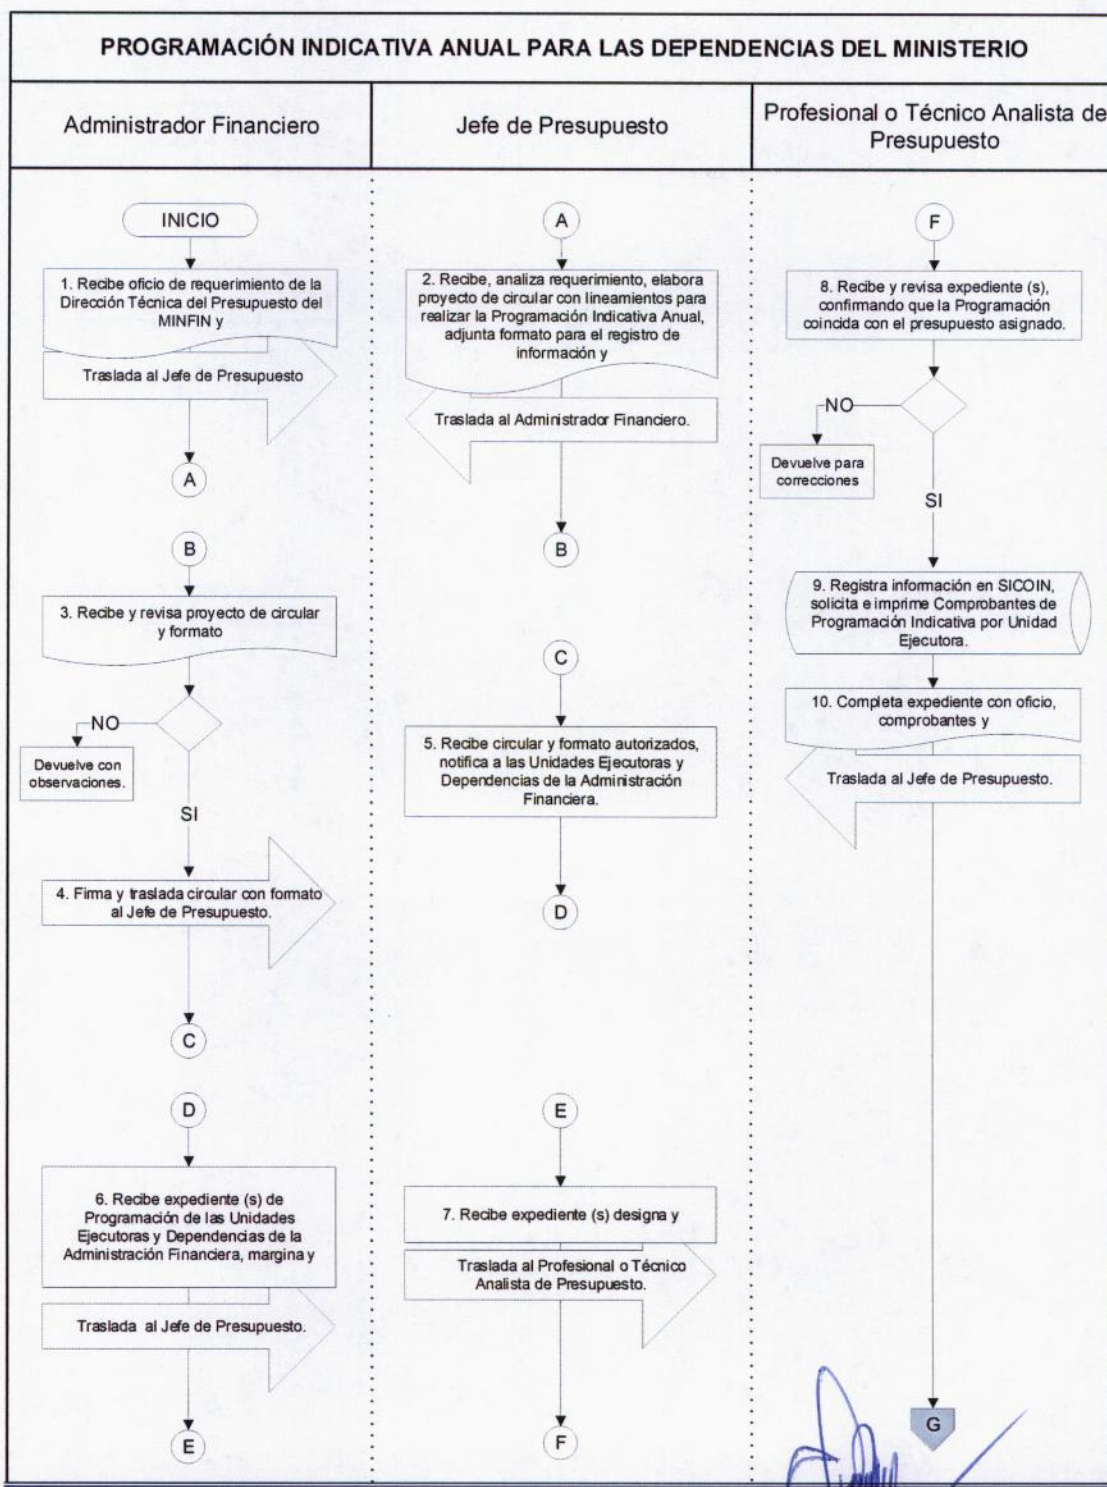 PROGRAMACIÓN INDICATIVA ANUAL PARA LAS DEPENDENCIAS DEL MINISTERIO
Administrador Financiero
Jefe de Presupuesto
Profesional o Técnico Analista de
Presupuesto
INICIO
1. Recibe oficio de requerimiento de la
Dirección Técnica del Presupuesto del
MINFIN y
Traslada al Jefe de Presupuesto
A
B
3. Recibe y revisa proyecto de circular
y formato
NO
Devuelve con
observaciones.
SI
4. Firma y traslada circular con formato
al Jefe de Presupuesto.
C
D
6. Recibe expediente (s) de
Programación de las Unidades
Ejecutoras y Dependencias de la
Administración Financiera, margina y
Traslada al Jefe de Presupuesto.
E
A
2. Recibe, analiza requerimiento, elabora
proyecto de circular con lineamientos para
realizar la Programación Indicativa Anual,
adjunta formato para el registro de
información y
Traslada al Administrador Financiero.
B
C
5. Recibe circular y formato autorizados,
notifica a las Unidades Ejecutoras y
Dependencias de la Administración
Financiera.
D
E
7. Recibe expediente (s) designa y
Traslada al Profesional o Técnico
Analista de Presupuesto.
F
F
8. Recibe y revisa expediente (s),
confirmando que la Programación
coincida con el presupuesto asignado.
NO
Devuelve para
correcciones
SI
9. Registra información en SICOIN,
solicita e imprime Comprobantes de
Programación Indicativa por Unidad
Ejecutora.
10. Completa expediente con oficio,
comprobantes y
Traslada al Jefe de Presupuesto.
G